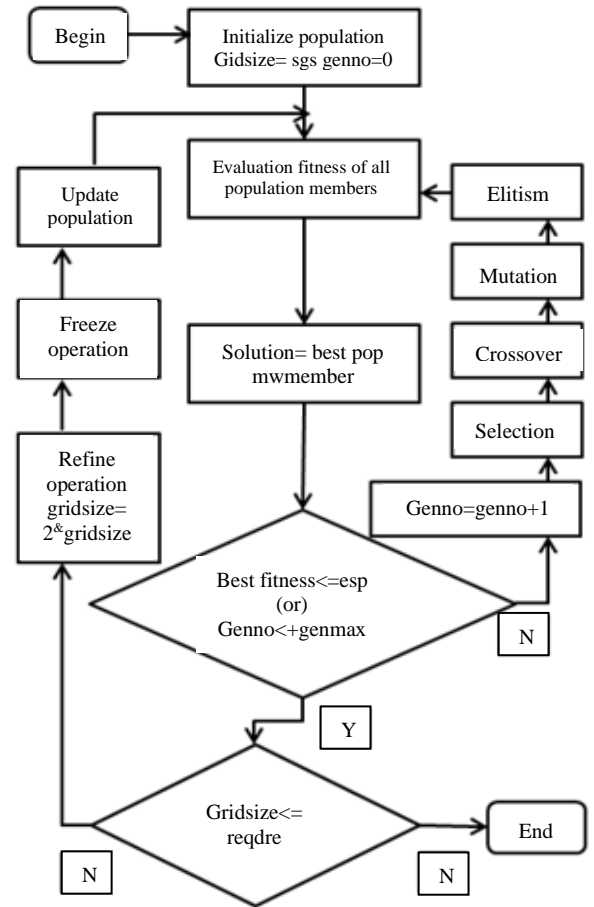 Begin
Initialize population
Gidsize= sgs genno=0
Evaluation fitness of all
population members
Update
population
Elitism
Mutation
Freeze
operation
Solution= best pop
mwmember
Crossover
Selection
Refine
operation
gridsize=
2&gridsize
Genno=genno+1
Best fitness<=esp
(or)
Genno<+genmax
N
Y
Gridsize<=
reqdre
End
N
N